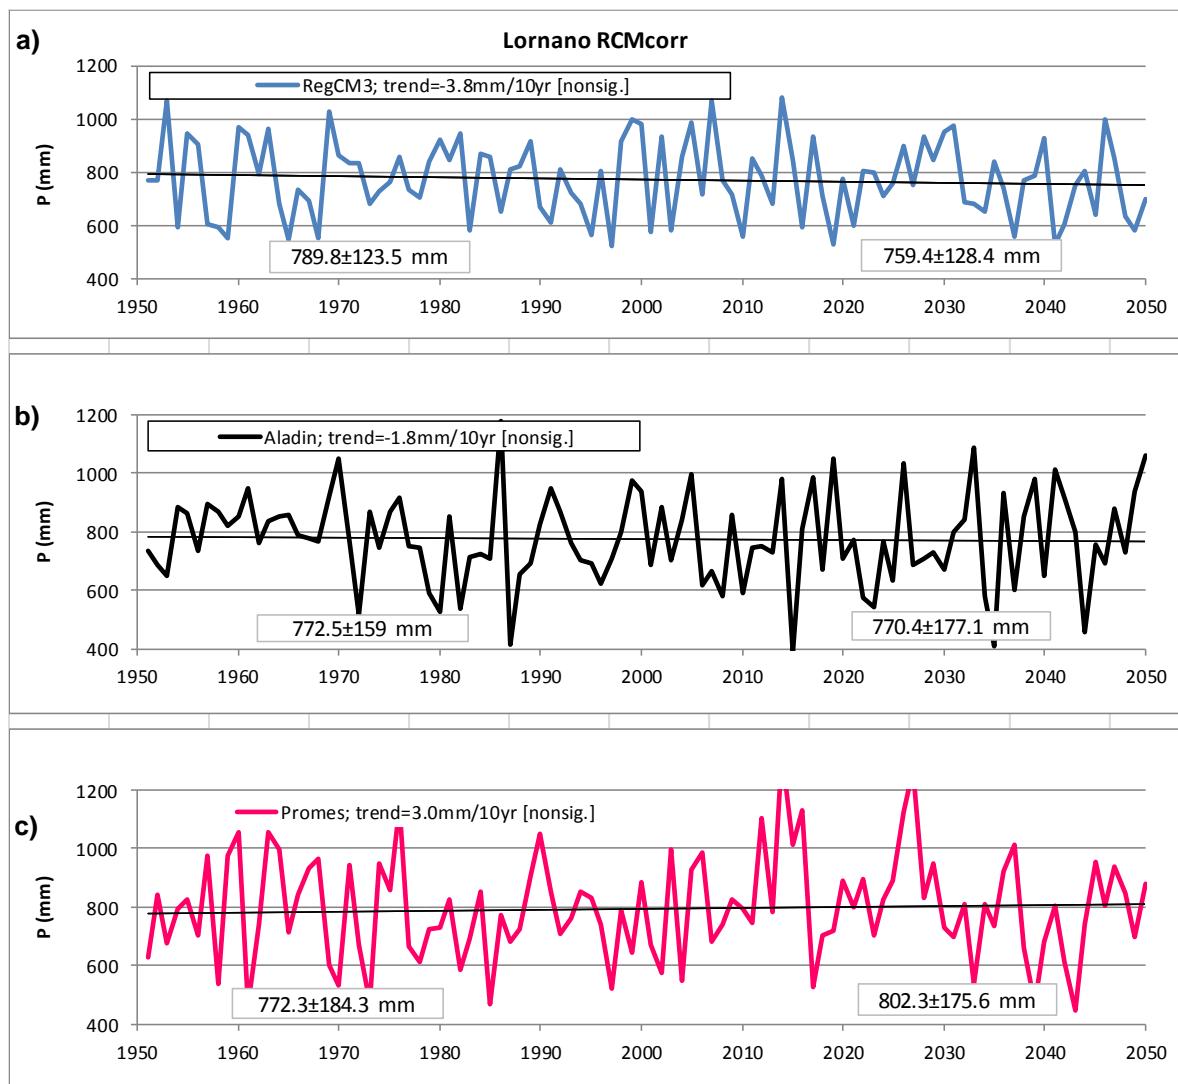 a)
Lornano RCMcorr
RegCM3; trend=-3.8mm/10yr [nonsig.]
P (mm)
1200
1000
800
600
400
789.8±123.5 mm
759.4±128.4 mm
1950 1960 1970 1980 1990 2000 2010 2020 2030 2040 2050
b)
Aladin; trend=-1.8mm/10yr [nonsig.]
P (mm)
1200
1000
800
600
400
772.5±159 mm
770.4±177.1 mm
1950 1960 1970 1980 1990 2000 2010 2020 2030 2040 2050
c)
Promes; trend=3.0mm/10yr [nonsig.]
P (mm)
1200
1000
800
600
400
772.3±184.3 mm
802.3±175.6 mm
1950 1960 1970 1980 1990 2000 2010 2020 2030 2040 2050